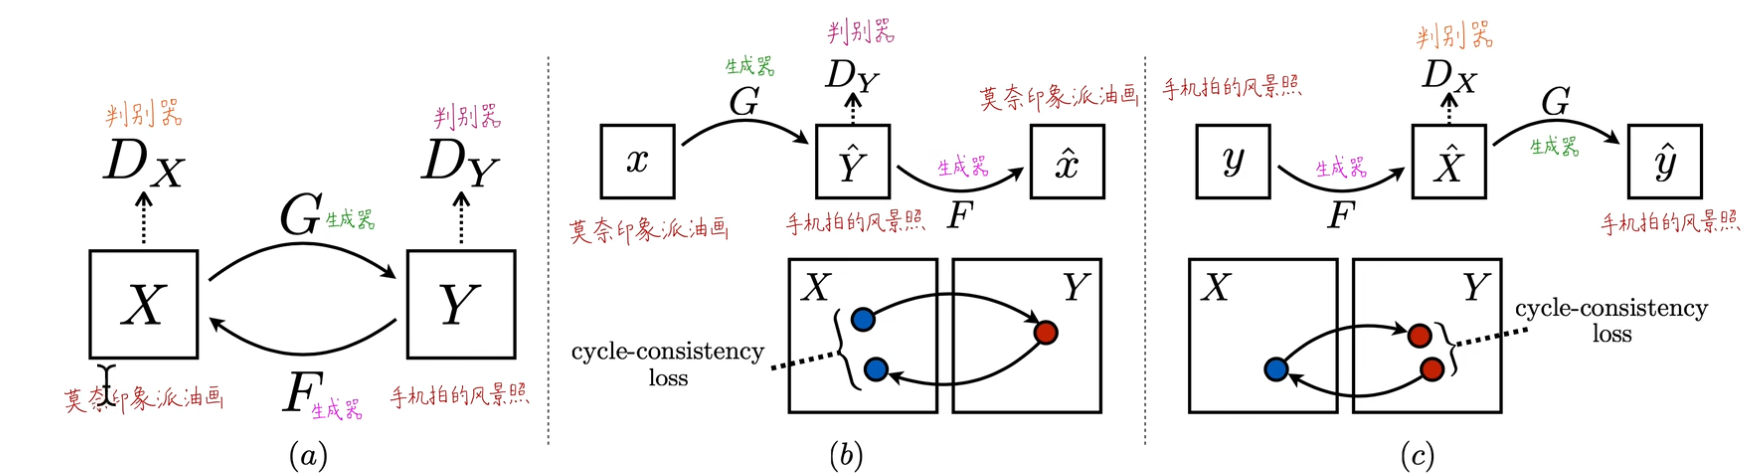 判别器
D_X
判别器
D_Y
G 生成器
X
Y
莫奈印象派油画
F 生成器
手机拍的风景照
(a)
判别器
D_Y
生成器
G
莫奈印象派油画
x
Ŷ
x̂
生成器
F
莫奈印象派油画
手机拍的风景照
X
Y
cycle-consistency
loss
(b)
判别器
D_X
手机拍的风景照
G
生成器
y
X̂
ŷ
生成器
F
手机拍的风景照
X
Y
cycle-consistency
loss
(c)